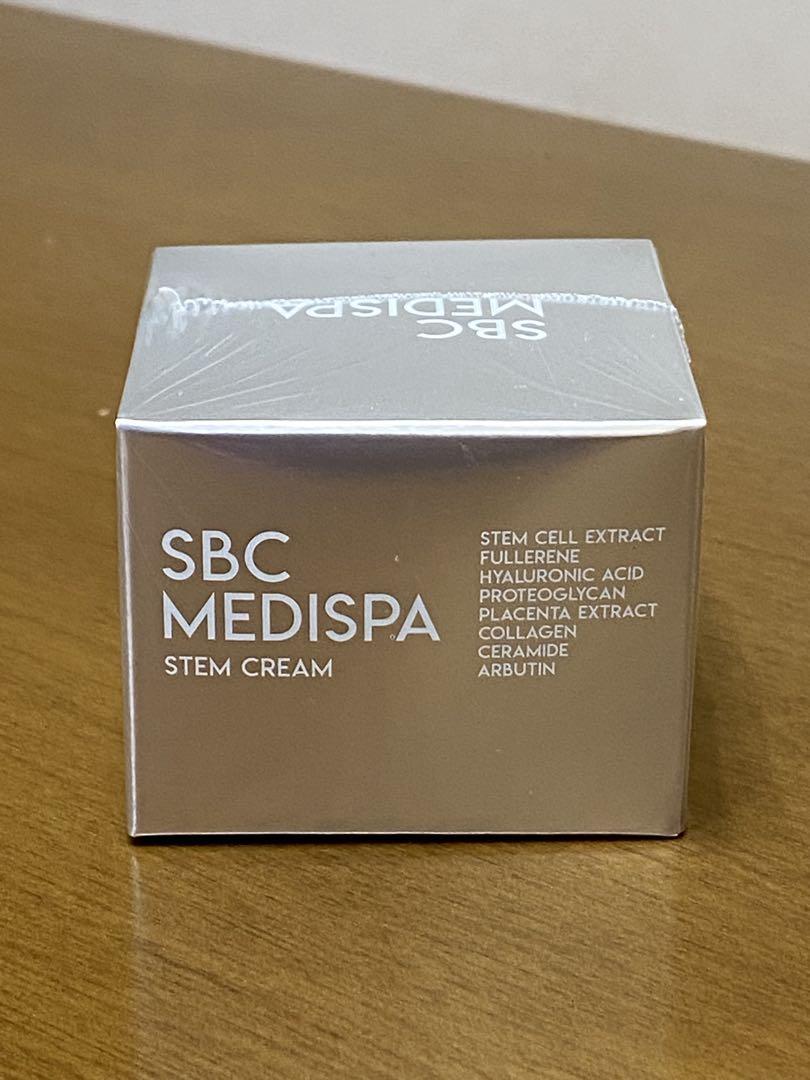 SBC
MEDISPA
SBC
MEDISPA
STEM CREAM
STEM CELL EXTRACT
FULLERENE
HYALURONIC ACID
PROTEOGLYCAN
PLACENTA EXTRACT
COLLAGEN
CERAMIDE
ARBUTIN